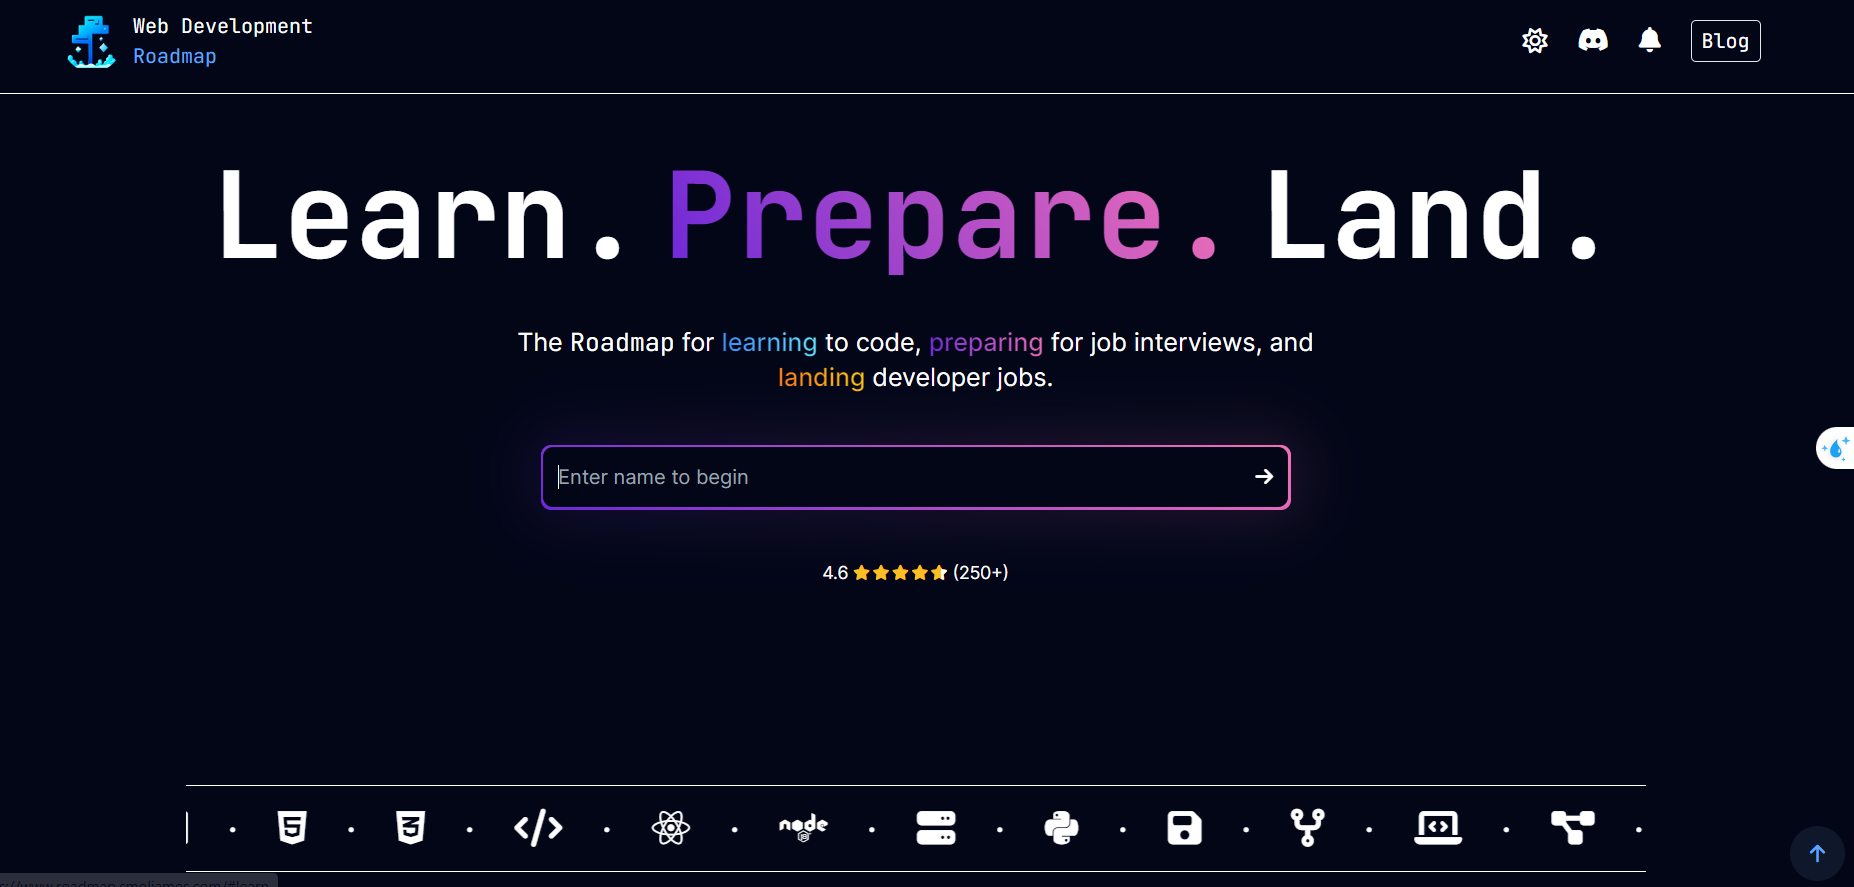 Web Development
Roadmap
Blog
Learn. Prepare. Land.
The Roadmap for learning to code, preparing for job interviews, and
landing developer jobs.
Enter name to begin
4.6 (250+)
node
JS